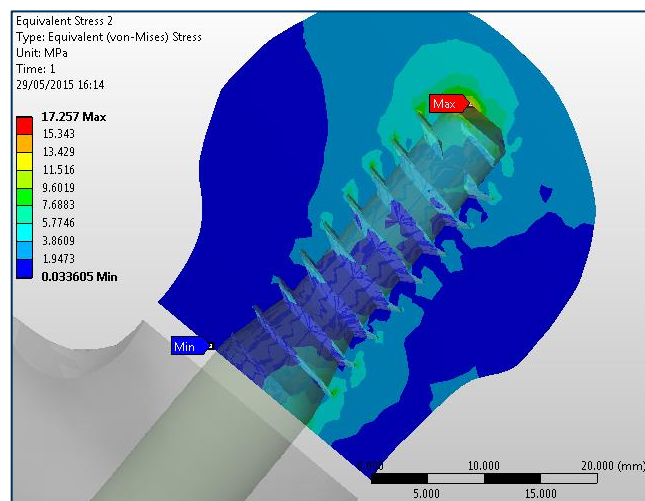 Equivalent Stress 2
Type: Equivalent (von-Mises) Stress
Unit: MPa
Time: 1
29/05/2015 16:14
17.257 Max
15.343
13.429
11.516
9.6019
7.6883
5.7746
3.8609
1.9473
0.033605 Min
Max
Min
0.000 10.000 20.000 (mm)
5.000 15.000